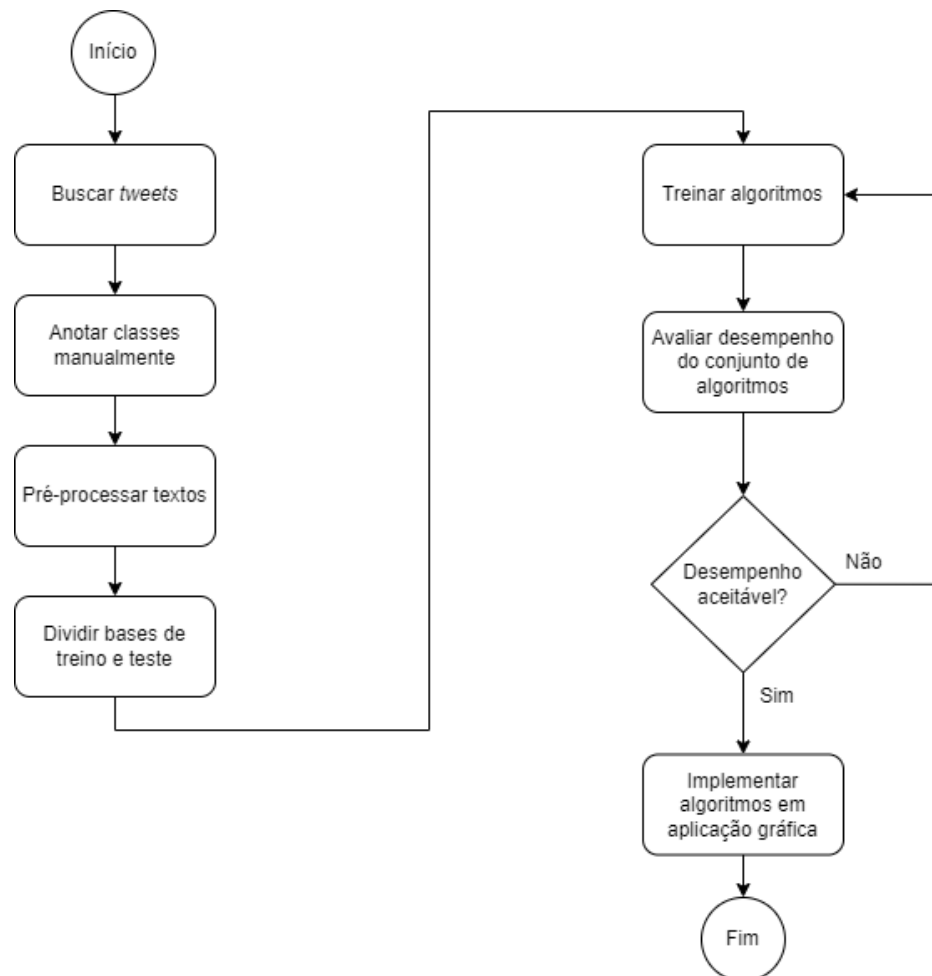 Início
Buscar tweets
Anotar classes
manualmente
Pré-processar textos
Dividir bases de
treino e teste
Treinar algoritmos
Avaliar desempenho
do conjunto de
algoritmos
Desempenho
aceitável?
Não
Sim
Implementar
algoritmos em
aplicação gráfica
Fim